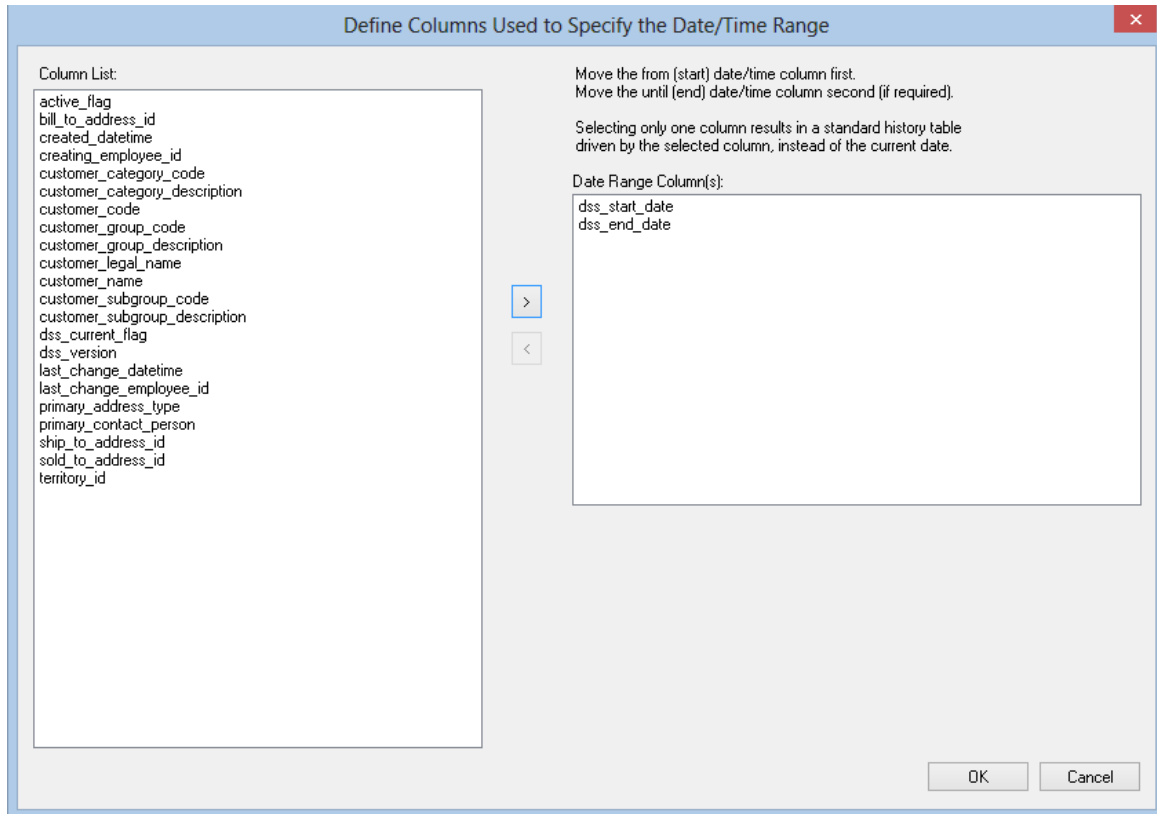 Define Columns Used to Specify the Date/Time Range
Column List:
active_flag
bill_to_address_id
created_datetime
creating_employee_id
customer_category_code
customer_category_description
customer_code
customer_group_code
customer_group_description
customer_legal_name
customer_name
customer_subgroup_code
customer_subgroup_description
dss_current_flag
dss_version
last_change_datetime
last_change_employee_id
primary_address_type
primary_contact_person
ship_to_address_id
sold_to_address_id
territory_id
>
<
Move the from (start) date/time column first.
Move the until (end) date/time column second (if required).
Selecting only one column results in a standard history table
driven by the selected column, instead of the current date.
Date Range Column(s):
dss_start_date
dss_end_date
OK
Cancel